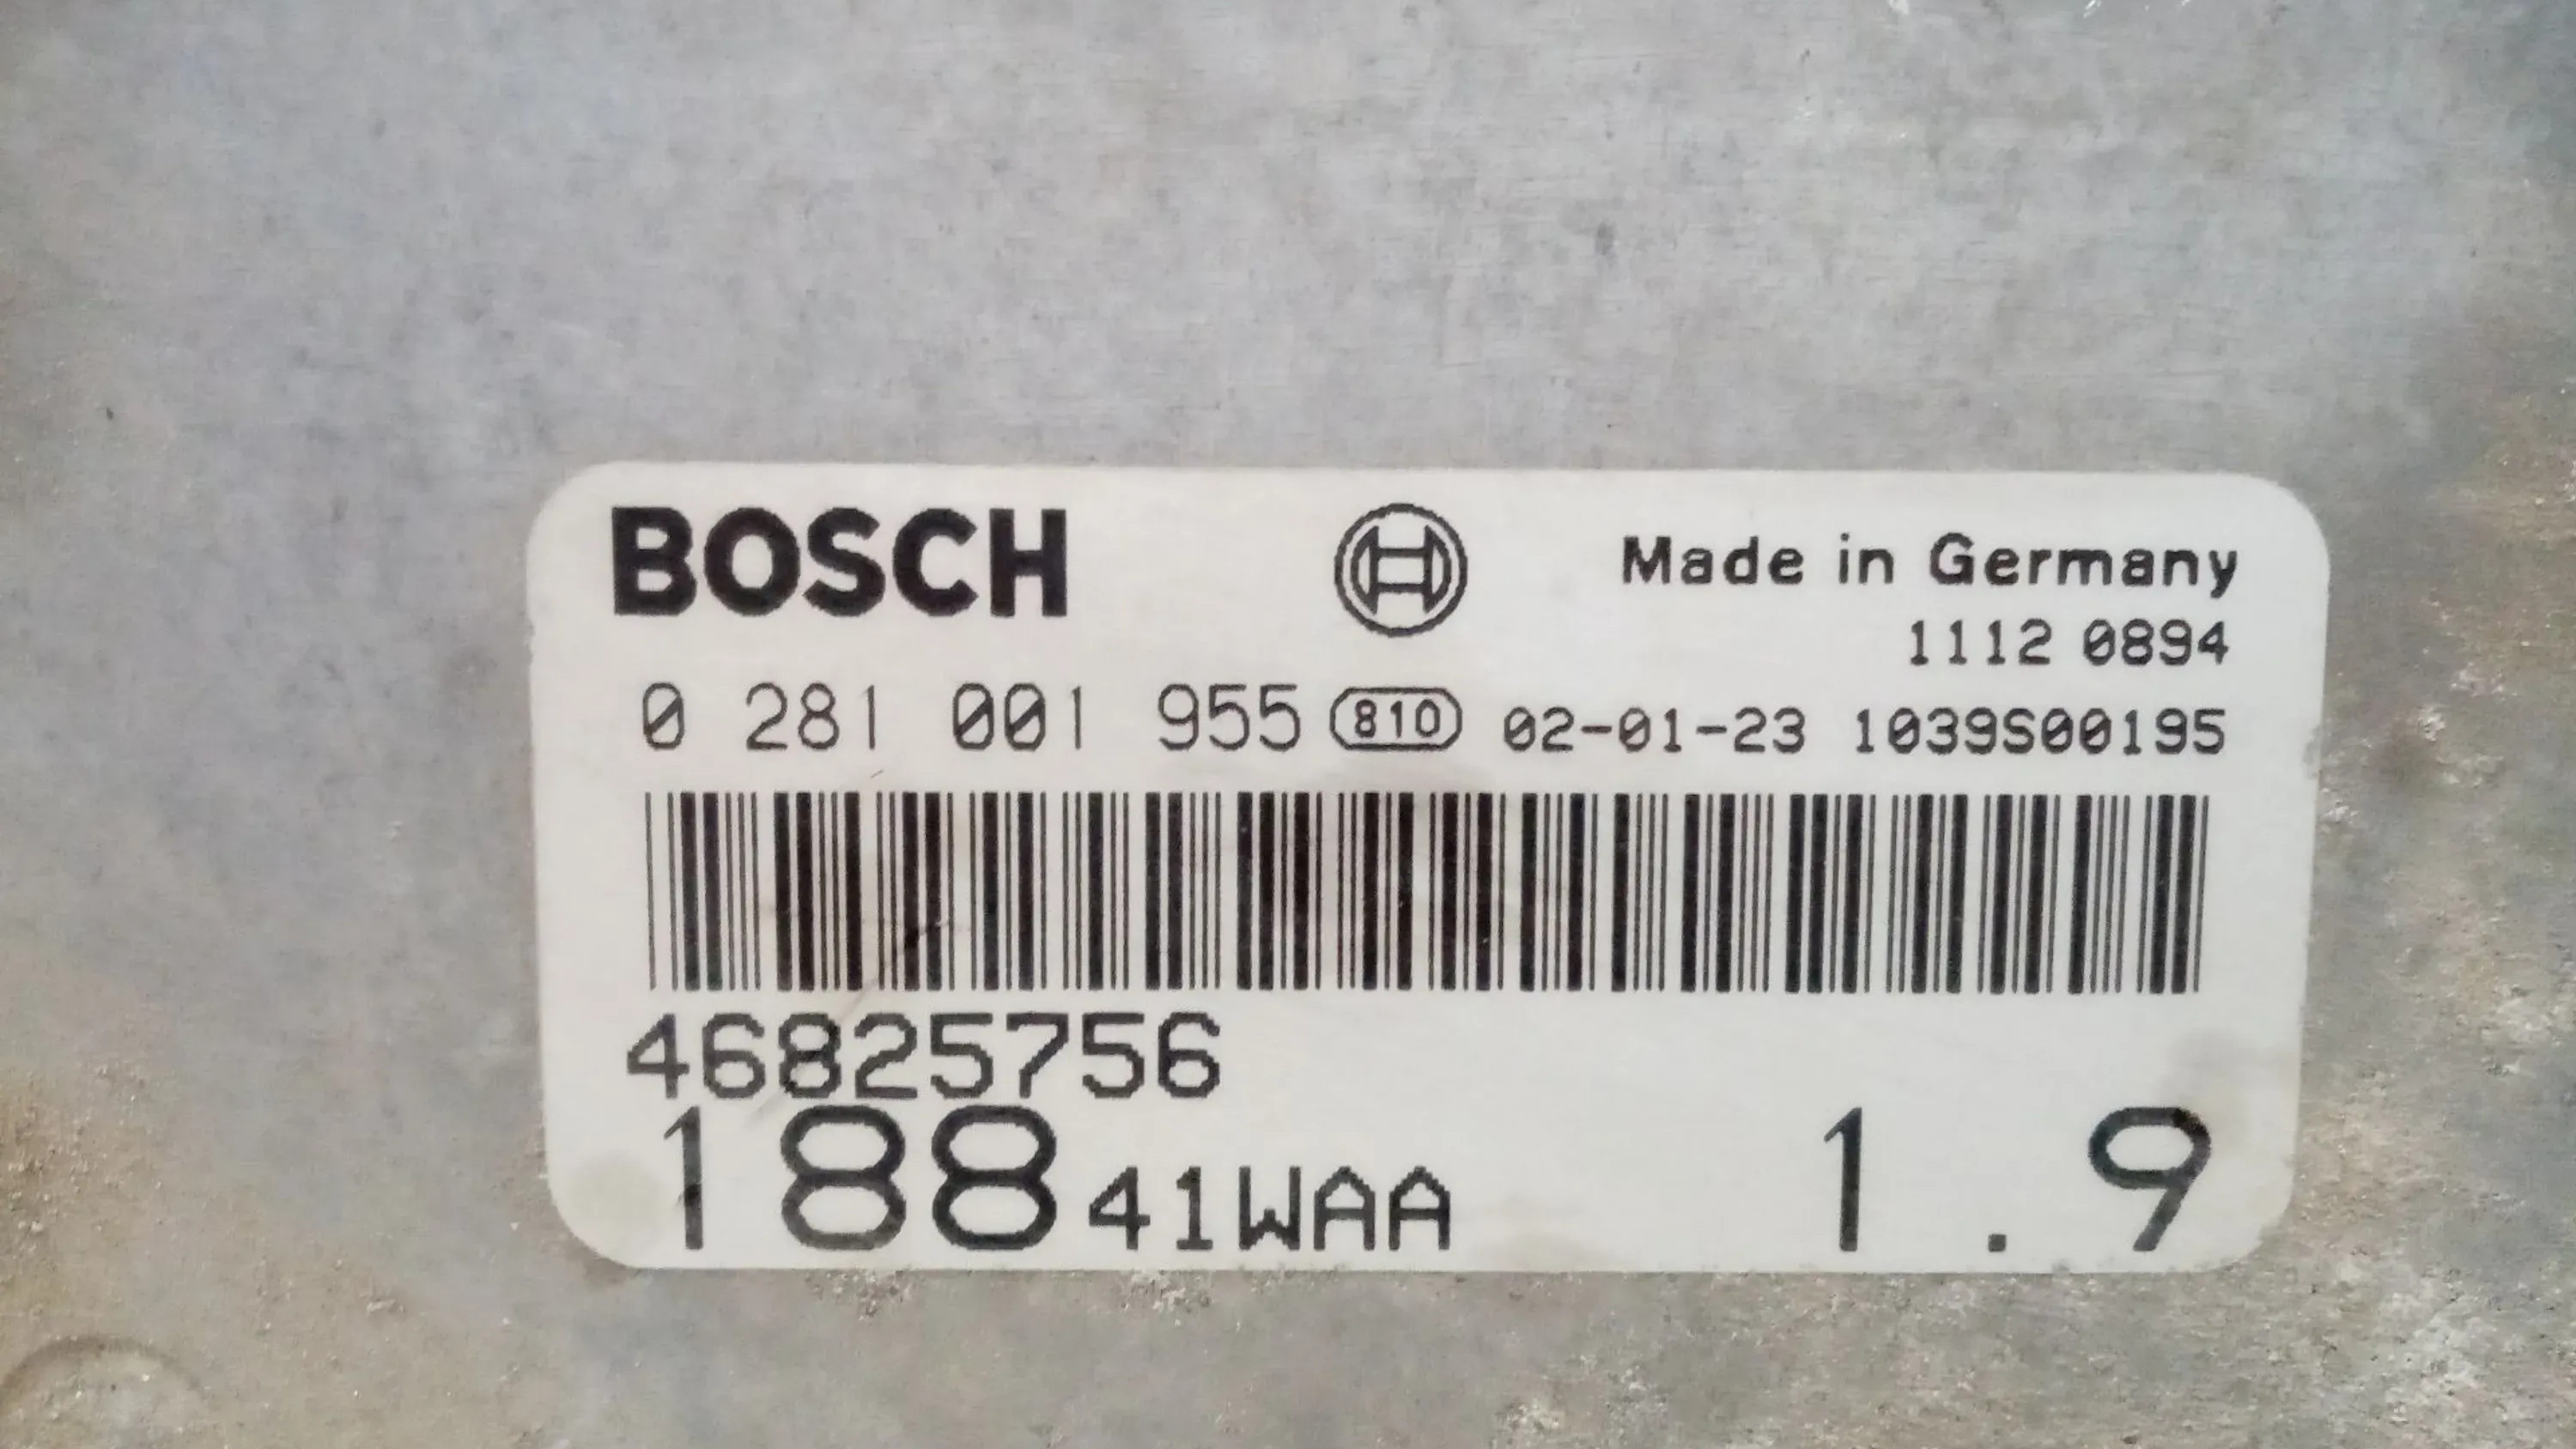 BOSCH Made in Germany
1112 0894
0 281 001 955 810 02-01-23 1039S00195
46825756
188 41WAA 1.9